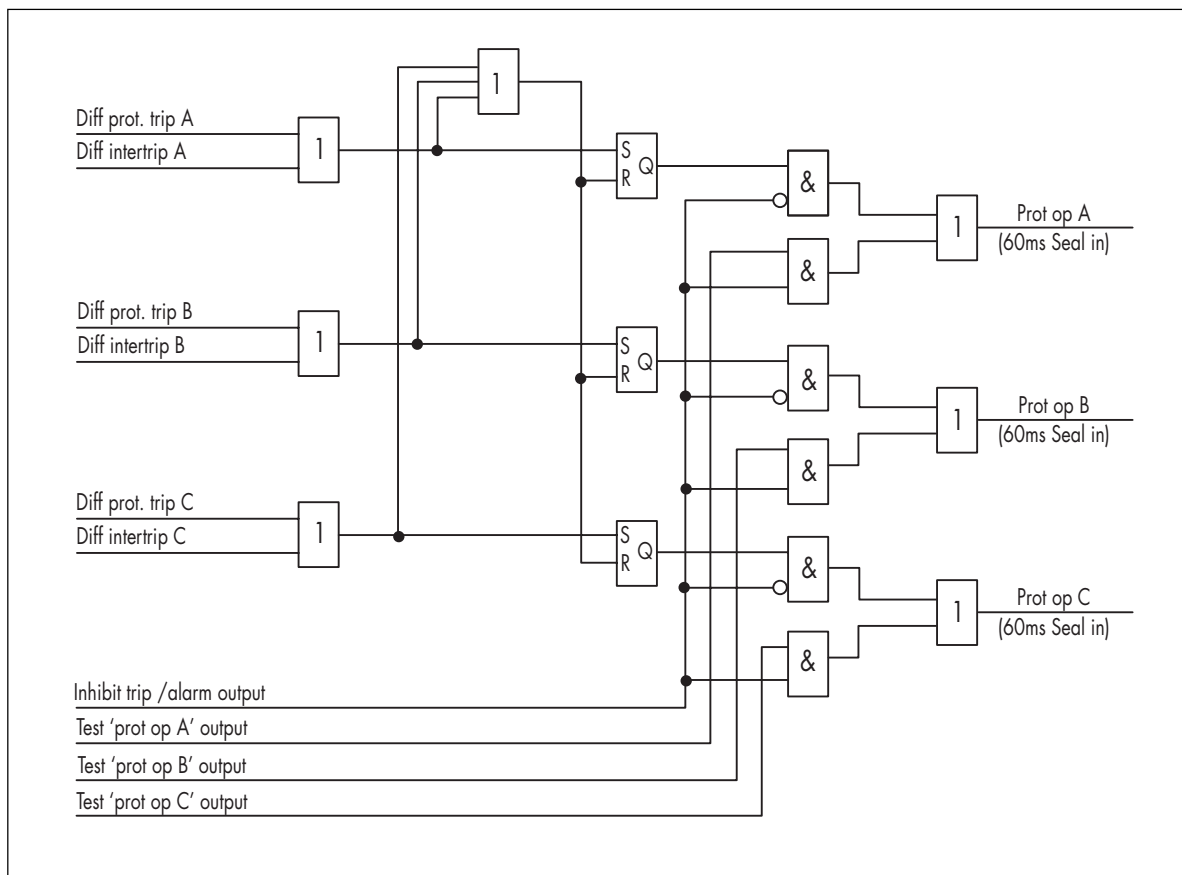 1
Diff prot. trip A
Diff intertrip A
1
S
R
Q
&
&
1
Prot op A
(60ms Seal in)
Diff prot. trip B
Diff intertrip B
1
S
R
Q
&
&
1
Prot op B
(60ms Seal in)
Diff prot. trip C
Diff intertrip C
1
S
R
Q
&
&
1
Prot op C
(60ms Seal in)
Inhibit trip /alarm output
Test ‘prot op A’ output
Test ‘prot op B’ output
Test ‘prot op C’ output